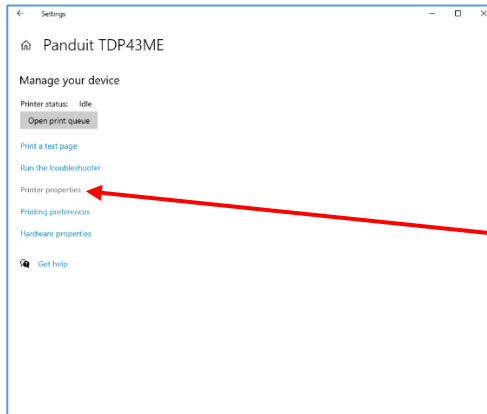 Settings
Panduit TDP43ME
Manage your device
Printer status: Idle
Open print queue
Print a test page
Run the troubleshooter
Printer properties
Printing preferences
Hardware properties
Get help